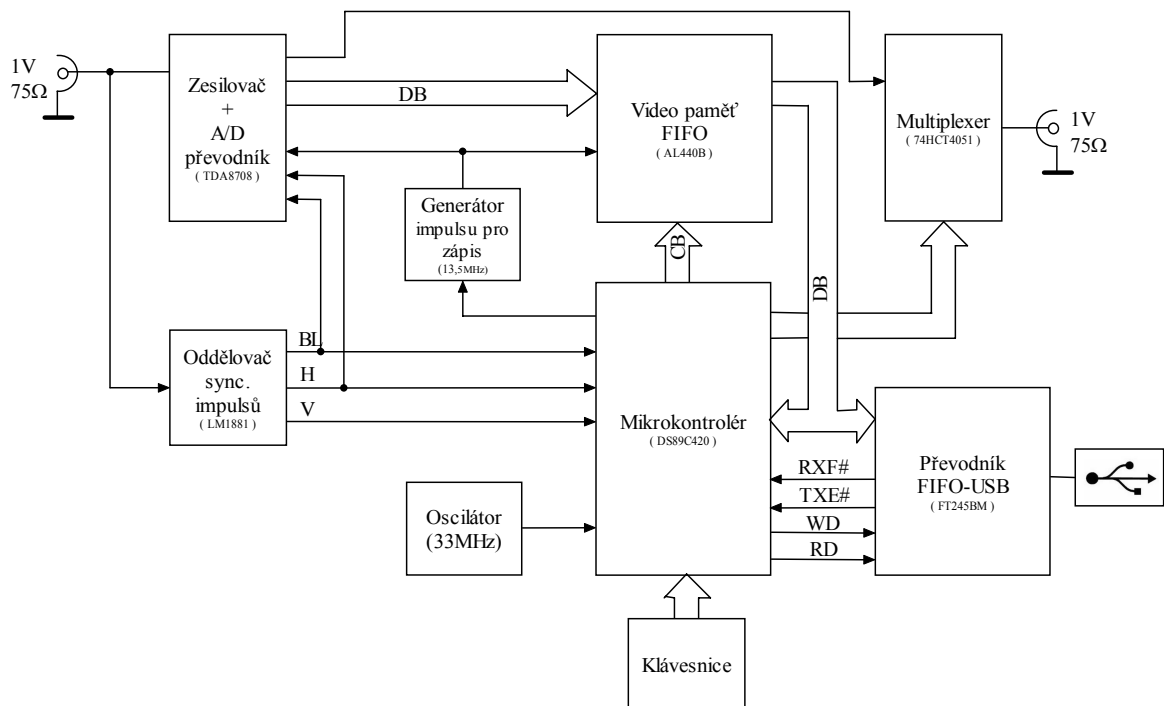 1V
75Ω
Zesilovač
+
A/D
převodník
( TDA8708 )
DB
Video paměť
FIFO
( AL440B )
Multiplexer
( 74HCT4051 )
1V
75Ω
Generátor
impulsu pro
zápis
(13,5MHz)
CB
DB
Oddělovač
sync.
impulsů
( LM1881 )
BL
H
V
Mikrokontrolér
( DS89C420 )
RXF#
TXE#
WD
RD
Převodník
FIFO-USB
( FT245BM )
Oscilátor
(33MHz)
Klávesnice